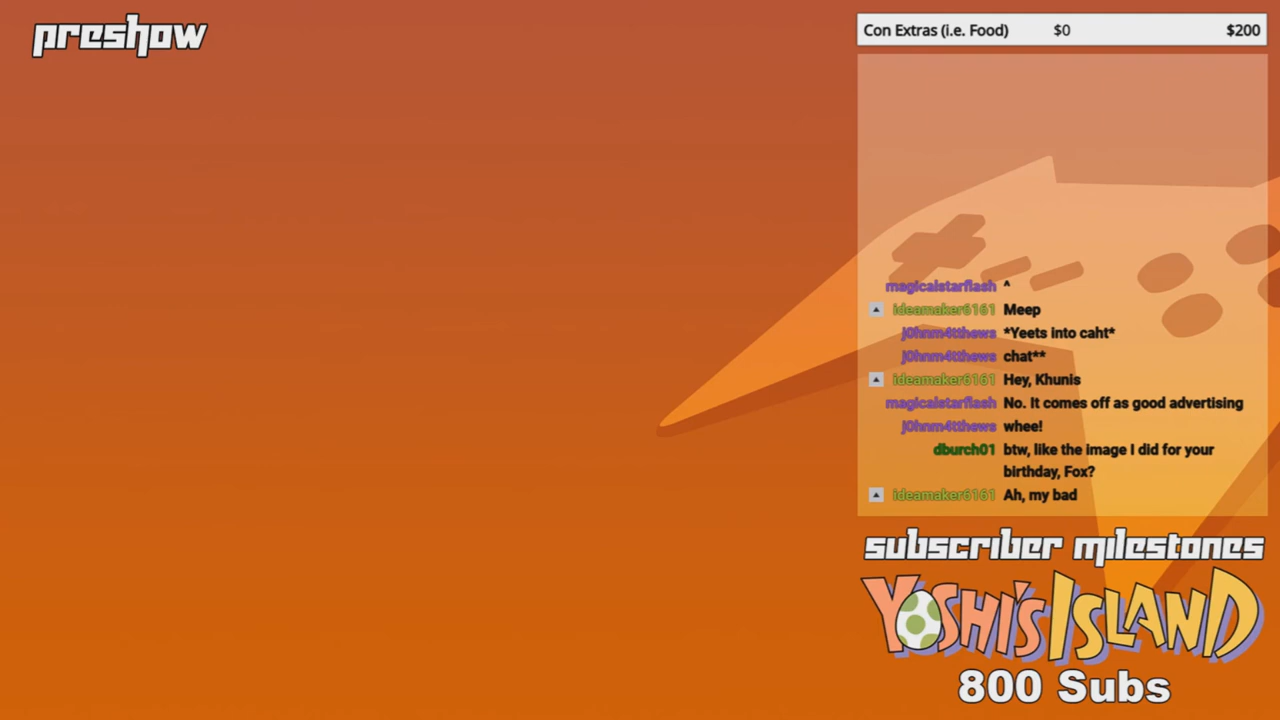 preshow
Con Extras (i.e. Food) $0 $200
magicalstarflash ^
ideamaker6161 Meep
j0hnm4tthews *Yeets into caht*
j0hnm4tthews chat**
ideamaker6161 Hey, Khunis
magicalstarflash No. It comes off as good advertising
j0hnm4tthews whee!
dburch01 btw, like the image I did for your
birthday, Fox?
ideamaker6161 Ah, my bad
subscriber milestones
YOSHI'S ISLAND
800 Subs